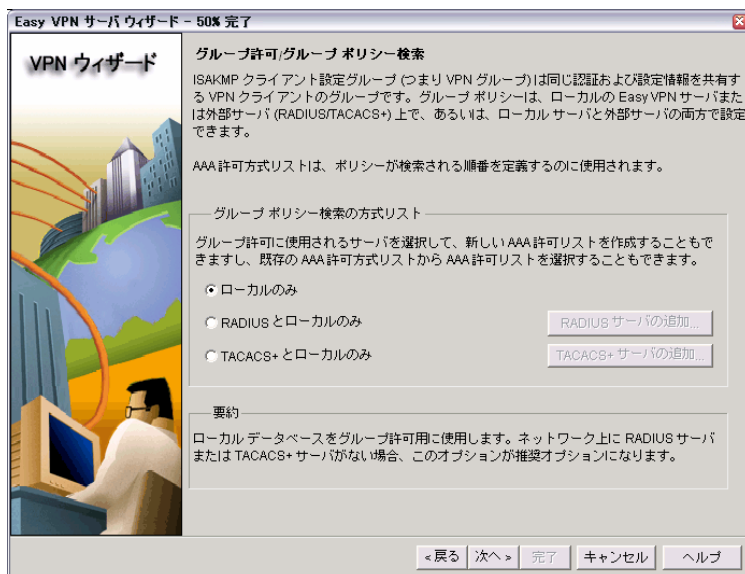 Easy VPN サーバ ウィザード - 50% 完了
VPN ウィザード
グループ許可/グループ ポリシー検索
ISAKMP クライアント設定グループ (つまり VPN グループ) は同じ認証および設定情報を共有す
る VPN クライアントのグループです。グループ ポリシーは、ローカルの Easy VPN サーバまた
は外部サーバ (RADIUS/TACACS+) 上で、あるいは、ローカル サーバと外部サーバの両方で設定
できます。
AAA 許可方式リストは、ポリシーが検索される順番を定義するのに使用されます。
グループ ポリシー検索の方式リスト
グループ許可に使用されるサーバを選択して、新しい AAA 許可リストを作成することもで
きますし、既存の AAA 許可方式リストから AAA 許可リストを選択することもできます。
ローカルのみ
RADIUS とローカルのみ
RADIUS サーバの追加...
TACACS+ とローカルのみ
TACACS+ サーバの追加...
要約
ローカル データベースをグループ許可用に使用します。ネットワーク上に RADIUS サーバ
または TACACS+ サーバがない場合、このオプションが推奨オプションになります。
«戻る
次へ»
完了
キャンセル
ヘルプ